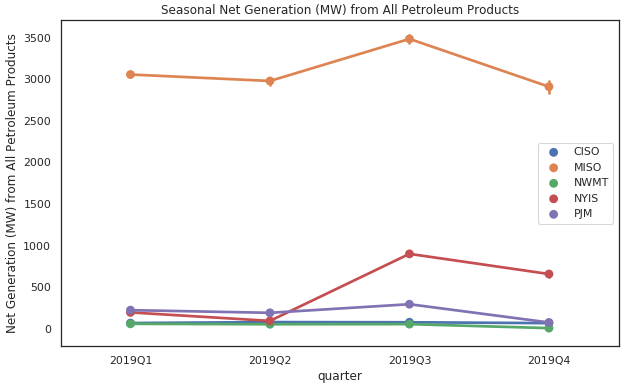 Seasonal Net Generation (MW) from All Petroleum Products
Net Generation (MW) from All Petroleum Products
3500
3000
2500
2000
1500
1000
500
0
CISO
MISO
NWMT
NYIS
PJM
2019Q1 2019Q2 2019Q3 2019Q4
quarter